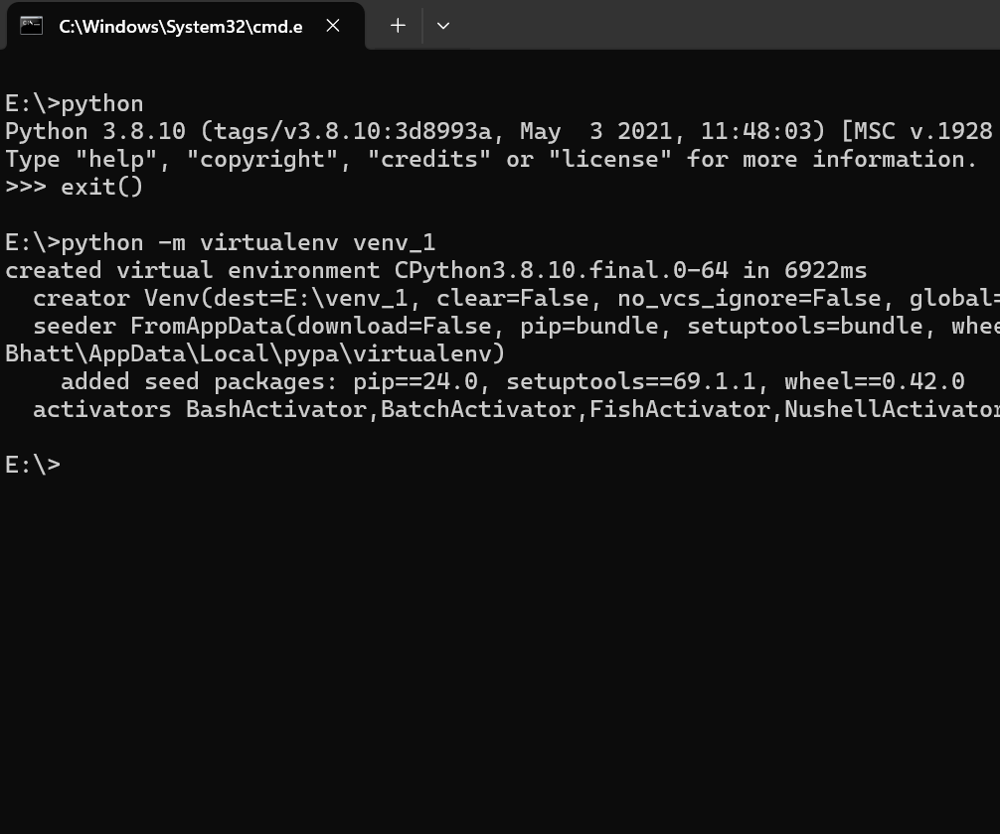 C:\Windows\System32\cmd.e
E:\>python
Python 3.8.10 (tags/v3.8.10:3d8993a, May  3 2021, 11:48:03) [MSC v.1928
Type "help", "copyright", "credits" or "license" for more information.
>>> exit()
E:\>python -m virtualenv venv_1
created virtual environment CPython3.8.10.final.0-64 in 6922ms
  creator Venv(dest=E:\venv_1, clear=False, no_vcs_ignore=False, global=
  seeder FromAppData(download=False, pip=bundle, setuptools=bundle, whee
Bhatt\AppData\Local\pypa\virtualenv)
    added seed packages: pip==24.0, setuptools==69.1.1, wheel==0.42.0
  activators BashActivator,BatchActivator,FishActivator,NushellActivator
E:\>